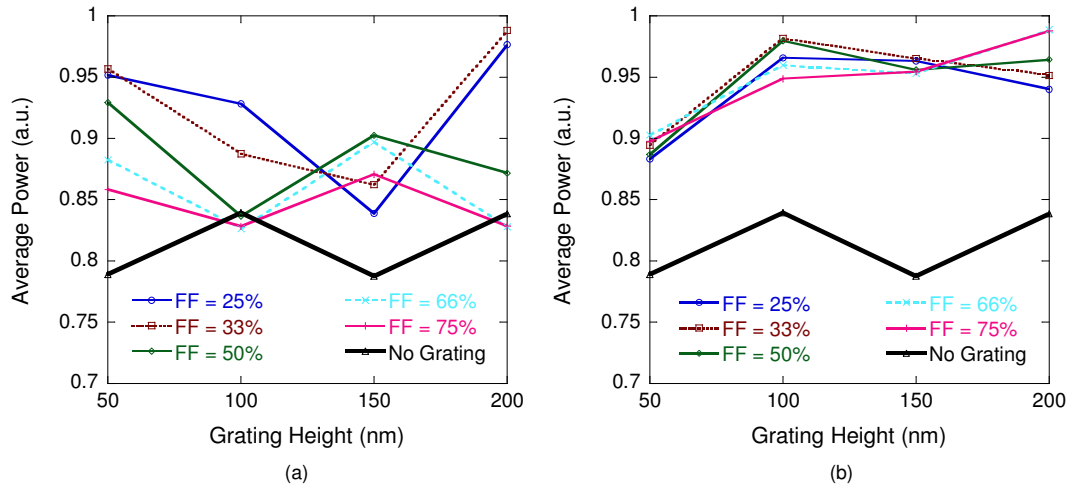 1
0.95
0.9
0.85
0.8
0.75
0.7
Average Power (a.u.)
FF = 25%
FF = 33%
FF = 50%
FF = 66%
FF = 75%
No Grating
50
100
150
200
Grating Height (nm)
(a)
1
0.95
0.9
0.85
0.8
0.75
0.7
Average Power (a.u.)
FF = 25%
FF = 33%
FF = 50%
FF = 66%
FF = 75%
No Grating
50
100
150
200
Grating Height (nm)
(b)